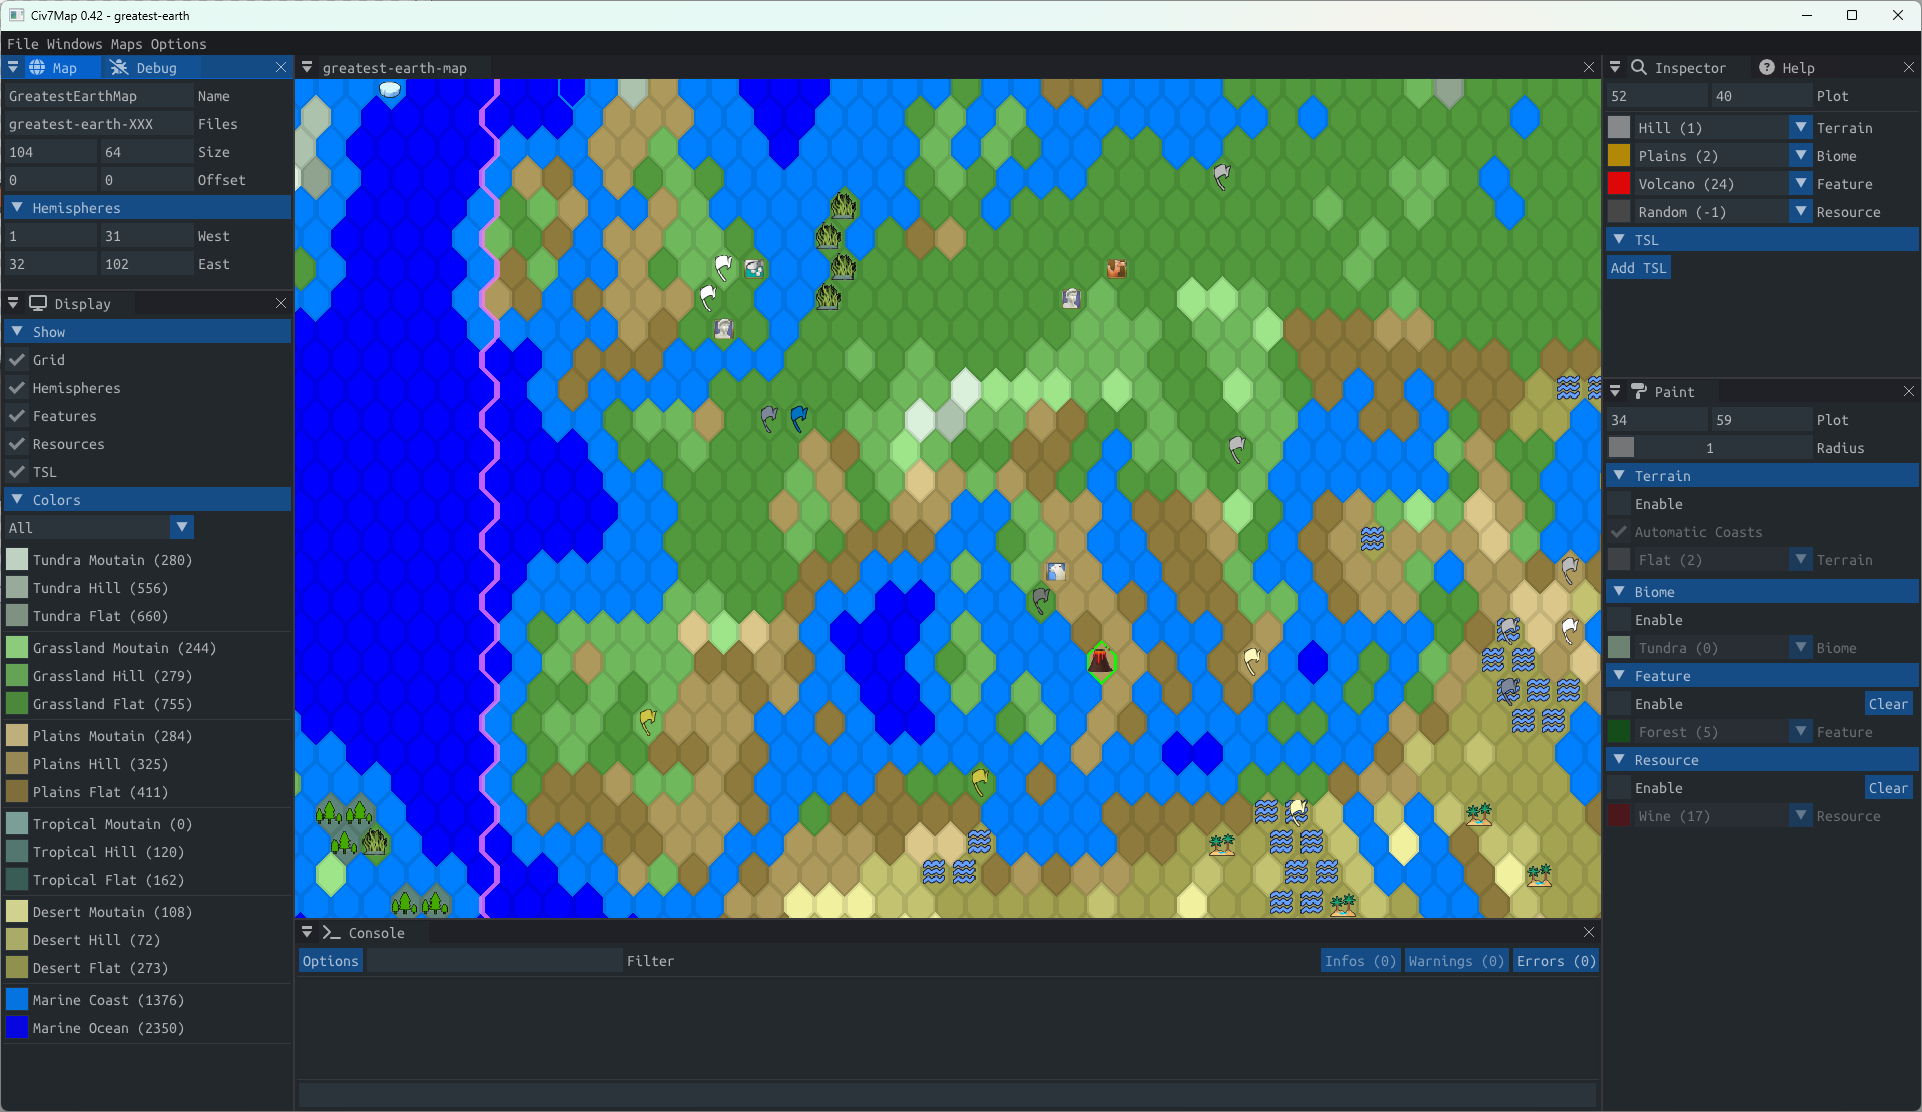 Civ7Map 0.42 - greatest-earth
File Windows Maps Options
Map Debug
GreatestEarthMap Name
greatest-earth-XXX Files
104 64 Size
0 0 Offset
Hemispheres
1 31 West
32 102 East
Display
Show
Grid
Hemispheres
Features
Resources
TSL
Colors
All
Tundra Moutain (280)
Tundra Hill (556)
Tundra Flat (660)
Grassland Moutain (244)
Grassland Hill (279)
Grassland Flat (755)
Plains Moutain (284)
Plains Hill (325)
Plains Flat (411)
Tropical Moutain (0)
Tropical Hill (120)
Tropical Flat (162)
Desert Moutain (108)
Desert Hill (72)
Desert Flat (273)
Marine Coast (1376)
Marine Ocean (2350)
greatest-earth-map
Console
Options Filter Infos (0) Warnings (0) Errors (0)
Inspector Help
52 40 Plot
Hill (1) Terrain
Plains (2) Biome
Volcano (24) Feature
Random (-1) Resource
TSL
Add TSL
Paint
34 59 Plot
1 Radius
Terrain
Enable
Automatic Coasts
Flat (2) Terrain
Biome
Enable
Tundra (0) Biome
Feature
Enable Clear
Forest (5) Feature
Resource
Enable Clear
Wine (17) Resource